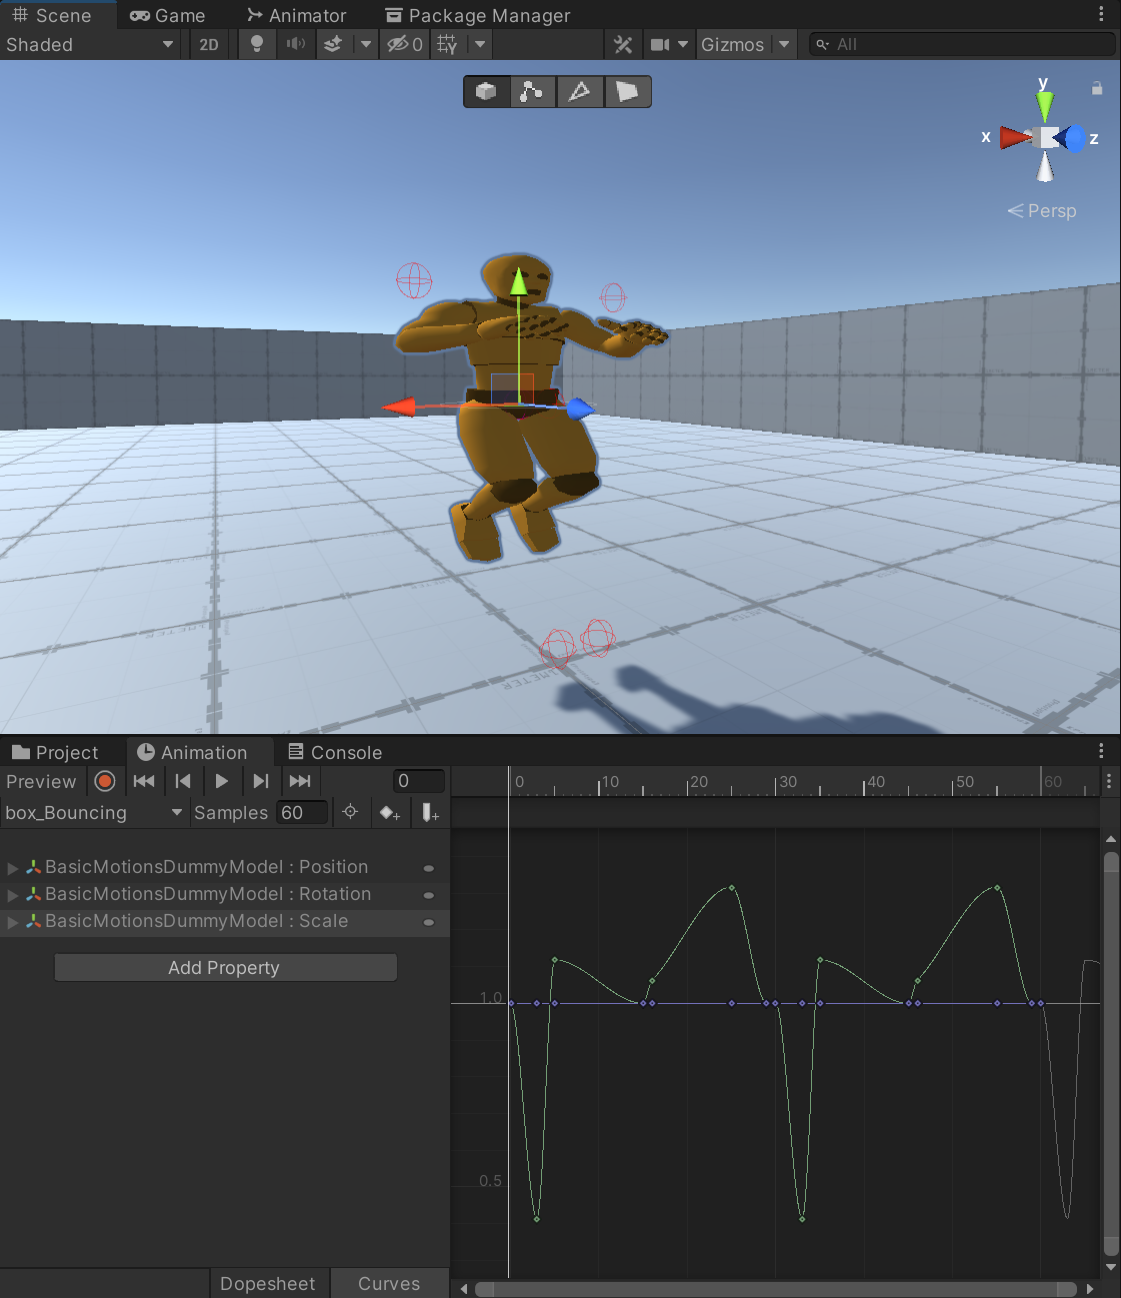 Scene Game Animator Package Manager
Shaded 2D 0 Gizmos All
y
x z
Persp
METER
Project Animation Console
Preview 0
box_Bouncing Samples 60
0 10 20 30 40 50 60
BasicMotionsDummyModel : Position
BasicMotionsDummyModel : Rotation
BasicMotionsDummyModel : Scale
Add Property
1.0
0.5
Dopesheet Curves